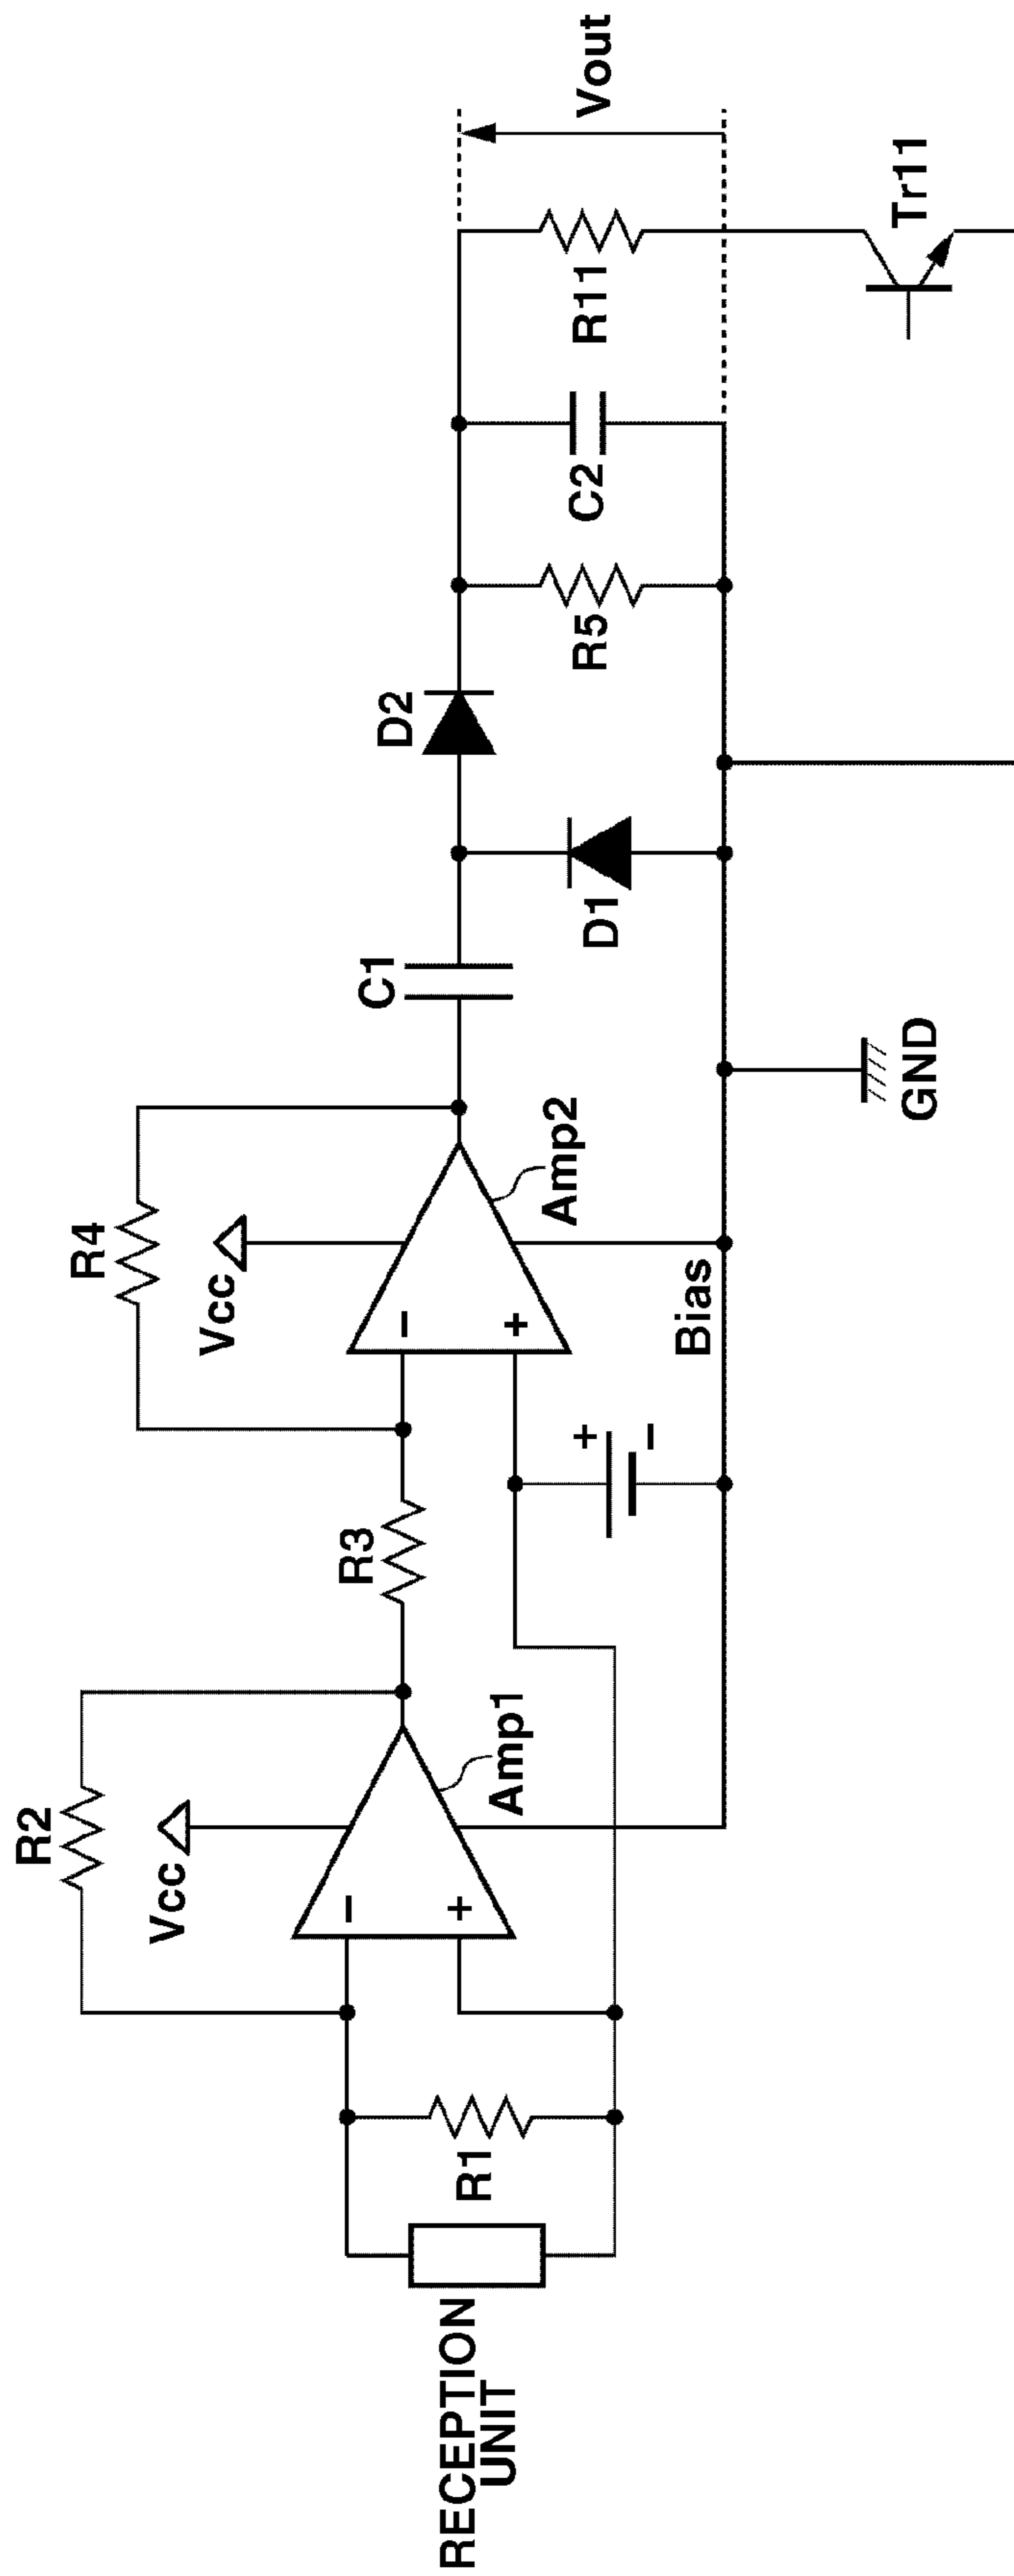 R2
R4
Vcc
Vcc
R3
C1
D2
−
−
+
+
Amp1
Amp2
RECEPTION
UNIT
R1
+
−
Bias
D1
R5
C2
R11
Vout
GND
Tr11